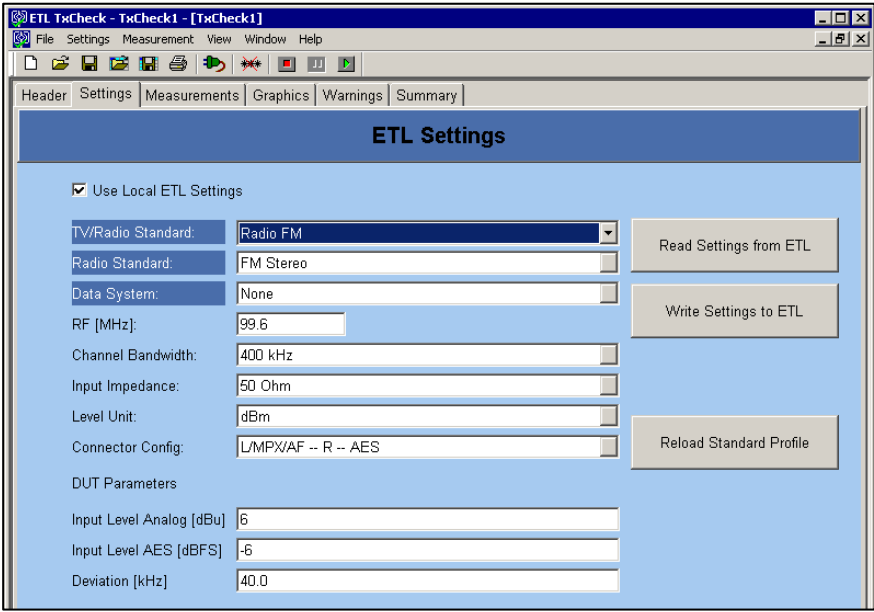 ETL TxCheck - TxCheck1 - [TxCheck1]
File Settings Measurement View Window Help
Header Settings Measurements Graphics Warnings Summary
ETL Settings
Use Local ETL Settings
TV/Radio Standard: Radio FM
Read Settings from ETL
Radio Standard: FM Stereo
Data System: None
Write Settings to ETL
RF [MHz]: 99.6
Channel Bandwidth: 400 kHz
Input Impedance: 50 Ohm
Level Unit: dBm
Connector Config: L/MPX/AF -- R -- AES
Reload Standard Profile
DUT Parameters
Input Level Analog [dBu] 6
Input Level AES [dBFS] -6
Deviation [kHz] 40.0